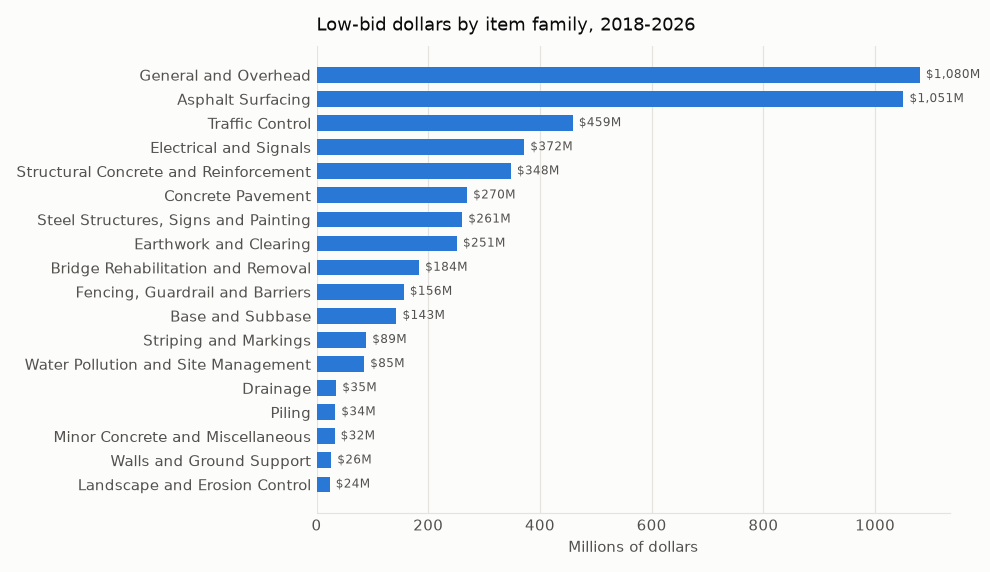 Low-bid dollars by item family, 2018-2026
General and Overhead $1,080M
Asphalt Surfacing $1,051M
Traffic Control $459M
Electrical and Signals $372M
Structural Concrete and Reinforcement $348M
Concrete Pavement $270M
Steel Structures, Signs and Painting $261M
Earthwork and Clearing $251M
Bridge Rehabilitation and Removal $184M
Fencing, Guardrail and Barriers $156M
Base and Subbase $143M
Striping and Markings $89M
Water Pollution and Site Management $85M
Drainage $35M
Piling $34M
Minor Concrete and Miscellaneous $32M
Walls and Ground Support $26M
Landscape and Erosion Control $24M
0 200 400 600 800 1000
Millions of dollars